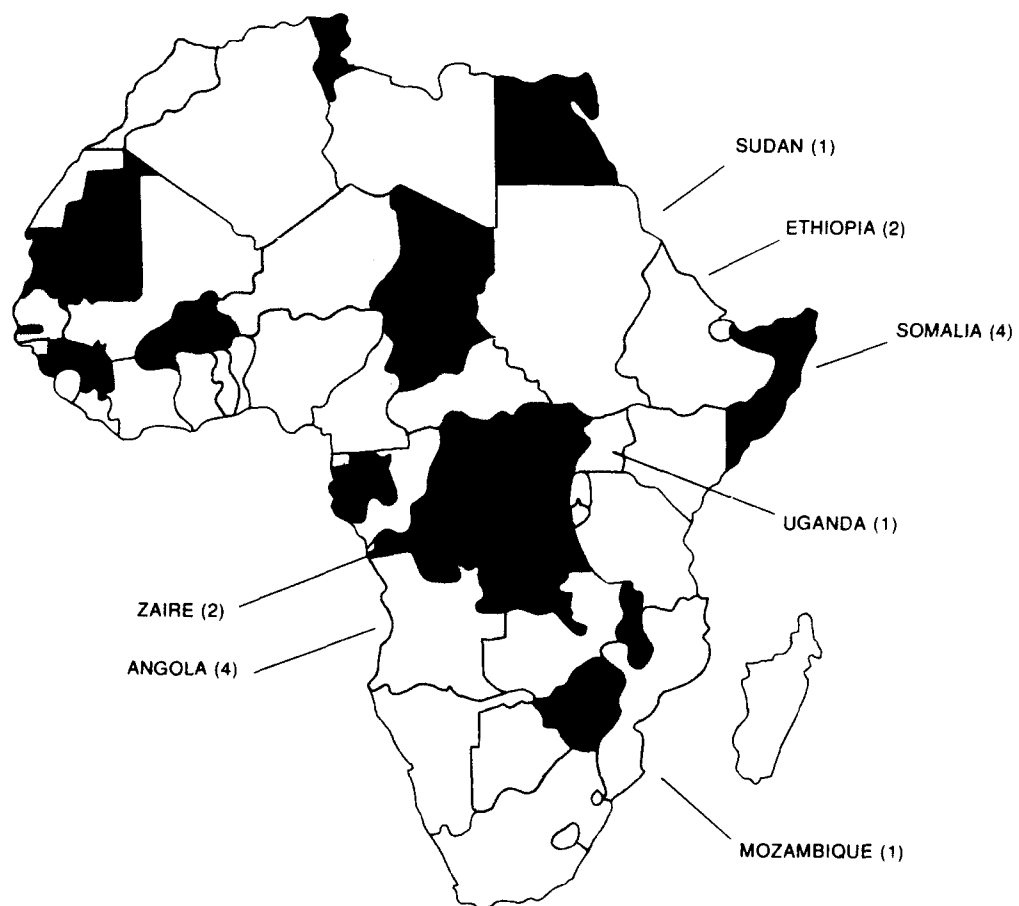 SUDAN (1)
ETHIOPIA (2)
SOMALIA (4)
UGANDA (1)
ZAIRE (2)
ANGOLA (4)
MOZAMBIQUE (1)